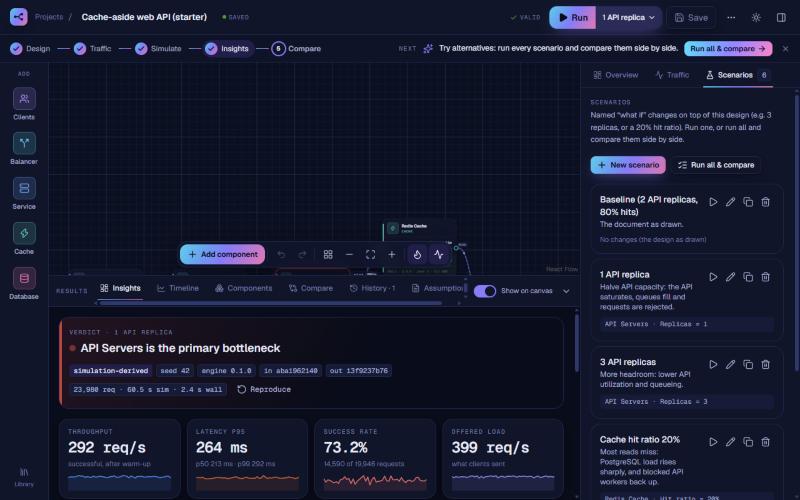 Projects / Cache-aside web API (starter) SAVED VALID Run 1 API replica Save
Design Traffic Simulate Insights 5 Compare NEXT Try alternatives: run every scenario and compare them side by side. Run all & compare
ADD
Clients
Balancer
Service
Cache
Database
Library
Redis Cache
CACHE
Add component
React Flow
RESULTS Insights Timeline Components Compare History · 1 Assumption Show on canvas
VERDICT · 1 API REPLICA
API Servers is the primary bottleneck
simulation-derived seed 42 engine 0.1.0 in aba1962140 out 13f9237b76
23,980 req · 60.5 s sim · 2.4 s wall Reproduce
THROUGHPUT
292 req/s
successful, after warm-up
LATENCY P95
264 ms
p50 213 ms · p99 292 ms
SUCCESS RATE
73.2%
14,590 of 19,946 requests
OFFERED LOAD
399 req/s
what clients sent
Overview Traffic Scenarios 6
SCENARIOS
Named “what if” changes on top of this design (e.g. 3
replicas, or a 20% hit ratio). Run one, or run all and
compare them side by side.
New scenario Run all & compare
Baseline (2 API replicas,
80% hits)
The document as drawn.
No changes (the design as drawn)
1 API replica
Halve API capacity: the API
saturates, queues fill and
requests are rejected.
API Servers · Replicas = 1
3 API replicas
More headroom: lower API
utilization and queueing.
API Servers · Replicas = 3
Cache hit ratio 20%
Most reads miss:
PostgreSQL load rises
sharply, and blocked API
workers back up.
Redis Cache · Hit ratio = 20%